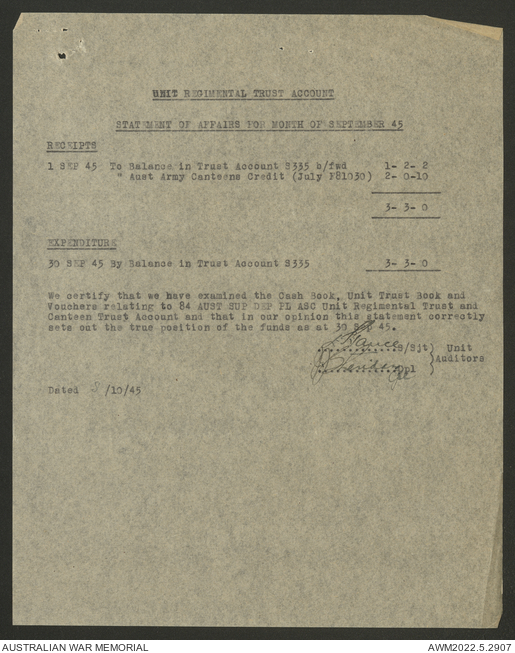 UNIT REGIMENTAL TRUST ACCOUNT
STATEMENT OF AFFAIRS FOR MONTH OF SEPTEMBER 45
RECEIPTS
1 SEP 45 To Balance in Trust Account S335 b/fwd 1- 2- 2
" Aust Army Canteens Credit (July F81030) 2- 0-10
3- 3- 0
EXPENDITURE
30 SEP 45 By Balance in Trust Account S335 3- 3- 0
We certify that we have examined the Cash Book, Unit Trust Book and
Vouchers relating to 84 AUST SUP DEP PL ASC Unit Regimental Trust and
Canteen Trust Account and that in our opinion this statement correctly
sets out the true position of the funds as at 30 SEP 45.
S/Sjt) Unit
Cpl } Auditors
Dated 8/10/45
AUSTRALIAN WAR MEMORIAL
AWM2022.5.2907